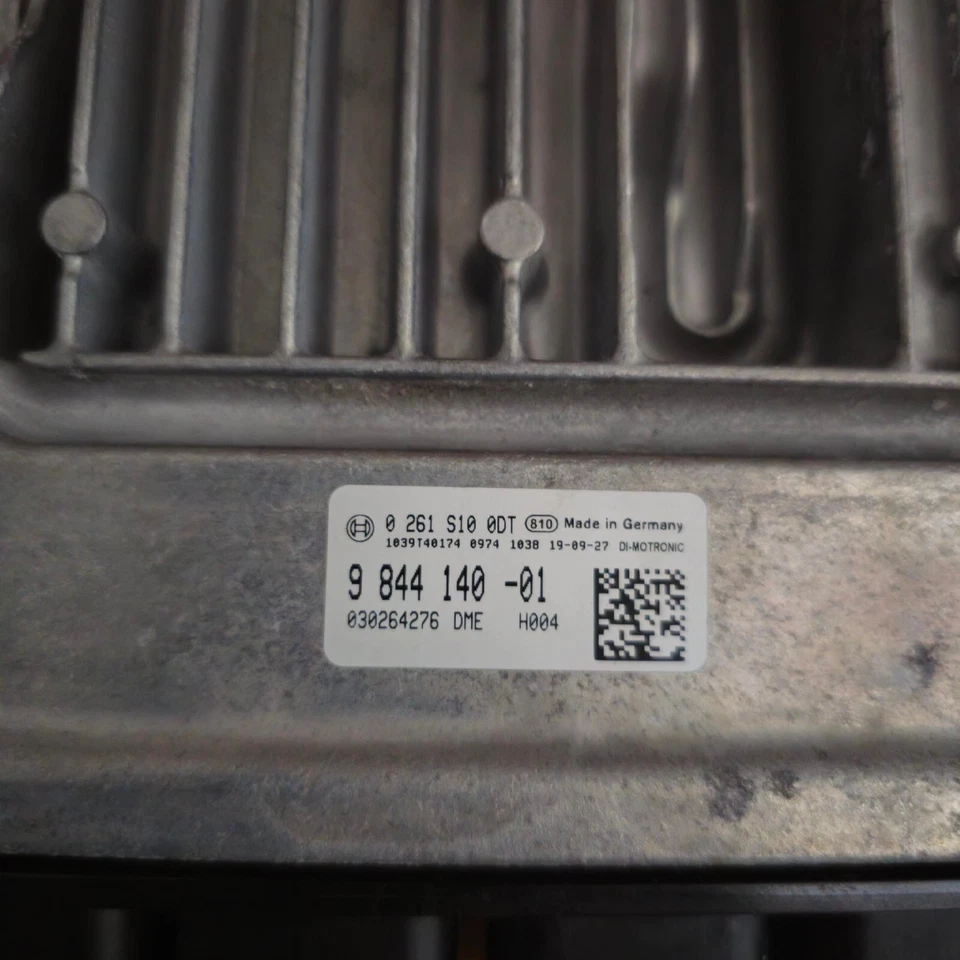 0 261 S10 0DT 810 Made in Germany
1039T40174 0974 1038 19-09-27 DI-MOTRONIC
9 844 140 -01
030264276 DME H004